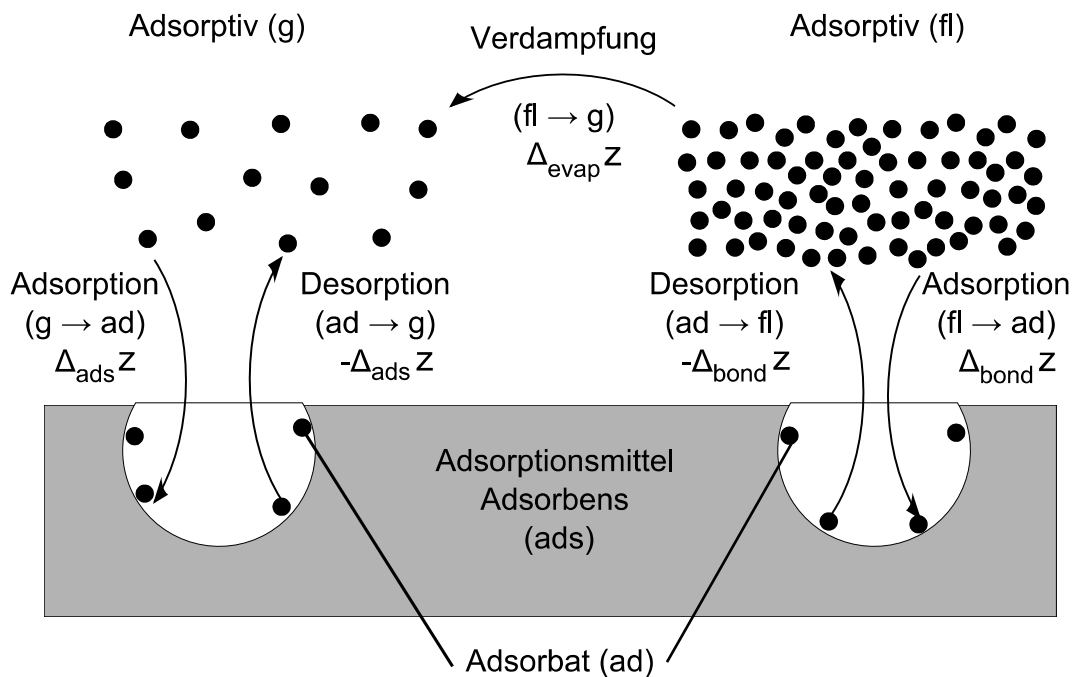 Adsorptiv (g)
Verdampfung
Adsorptiv (fl)
(fl → g)
Δevap z
Adsorption
(g → ad)
Δads z
Desorption
(ad → g)
-Δads z
Desorption
(ad → fl)
-Δbond z
Adsorption
(fl → ad)
Δbond z
Adsorptionsmittel
Adsorbens
(ads)
Adsorbat (ad)